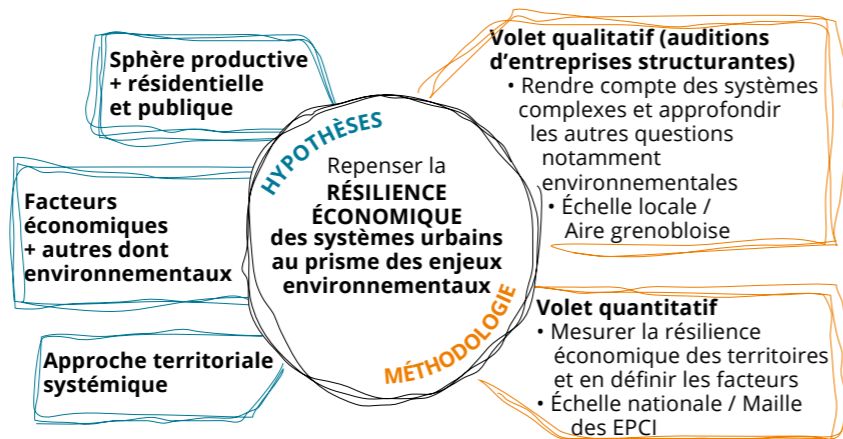 Sphère productive
+ résidentielle
et publique
Facteurs
économiques
+ autres dont
environnementaux
Approche territoriale
systémique
HYPOTHÈSES
Repenser la
RÉSILIENCE
ÉCONOMIQUE
des systèmes urbains
au prisme des enjeux
environnementaux
MÉTHODOLOGIE
Volet qualitatif (auditions
d'entreprises structurantes)
• Rendre compte des systèmes
complexes et approfondir
les autres questions
notamment
environnementales
• Échelle locale /
Aire grenobloise
Volet quantitatif
• Mesurer la résilience
économique des territoires
et en définir les facteurs
• Échelle nationale / Maille
des EPCI